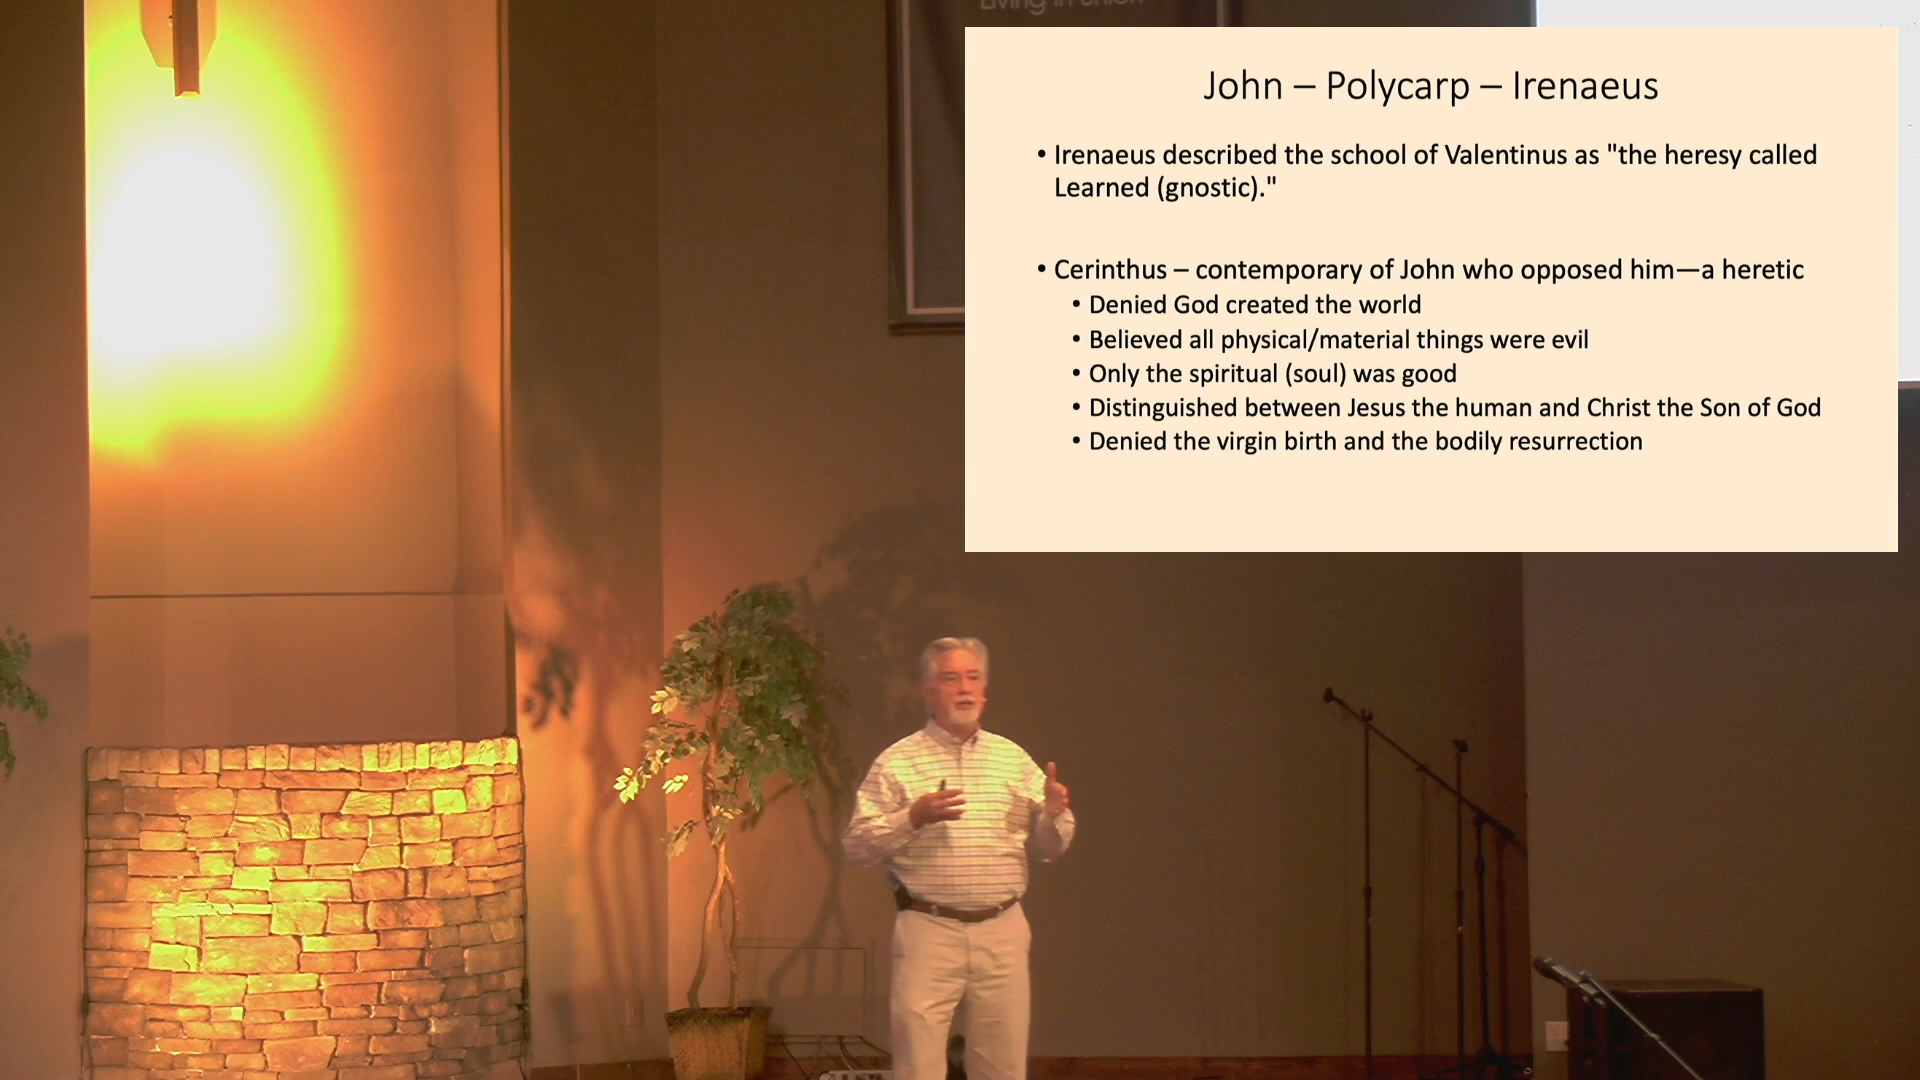 Living in Union
John – Polycarp – Irenaeus
• Irenaeus described the school of Valentinus as "the heresy called
Learned (gnostic)."
• Cerinthus – contemporary of John who opposed him—a heretic
• Denied God created the world
• Believed all physical/material things were evil
• Only the spiritual (soul) was good
• Distinguished between Jesus the human and Christ the Son of God
• Denied the virgin birth and the bodily resurrection